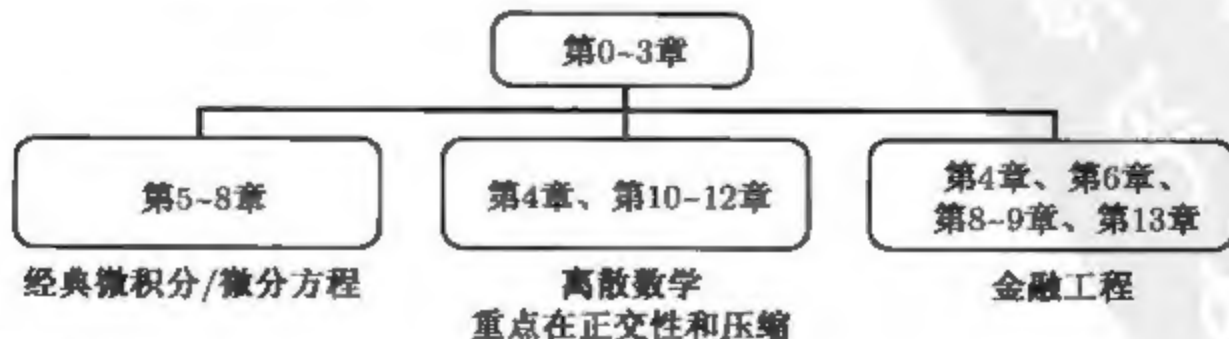 第0~3章
第5~8章
第4章、第10~12章
第4章、第6章、
第8~9章、第13章
经典微积分/微分方程
离散数学
重点在正交性和压缩
金融工程